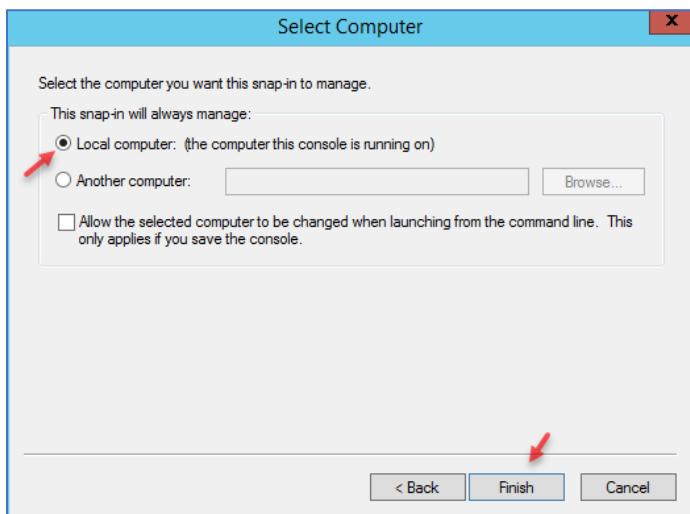 Select Computer
x
Select the computer you want this snap-in to manage.
This snap-in will always manage:
Local computer: (the computer this console is running on)
Another computer:
Browse...
Allow the selected computer to be changed when launching from the command line. This
only applies if you save the console.
< Back Finish Cancel